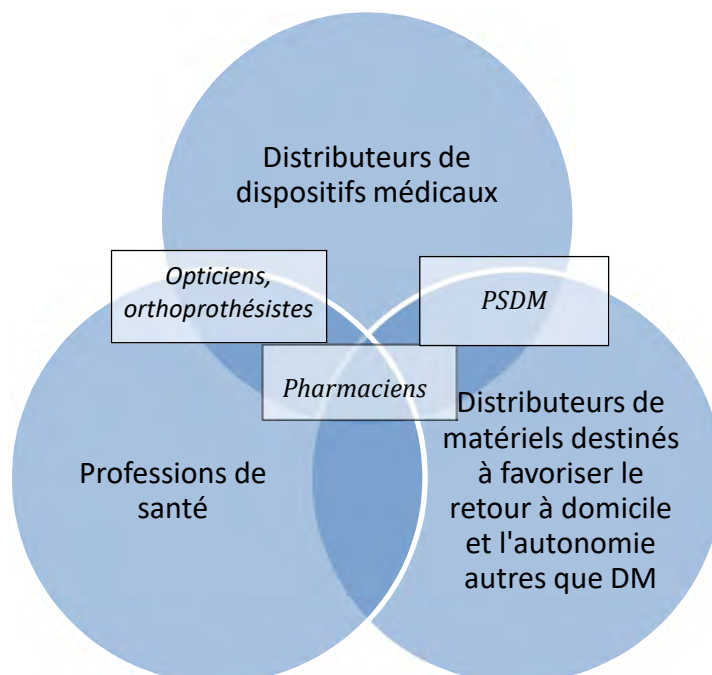 Distributeurs de
dispositifs médicaux
Opticiens,
orthoprothésistes
PSDM
Pharmaciens
Professions de
santé
Distributeurs de
matériels destinés
à favoriser le
retour à domicile
et l'autonomie
autres que DM